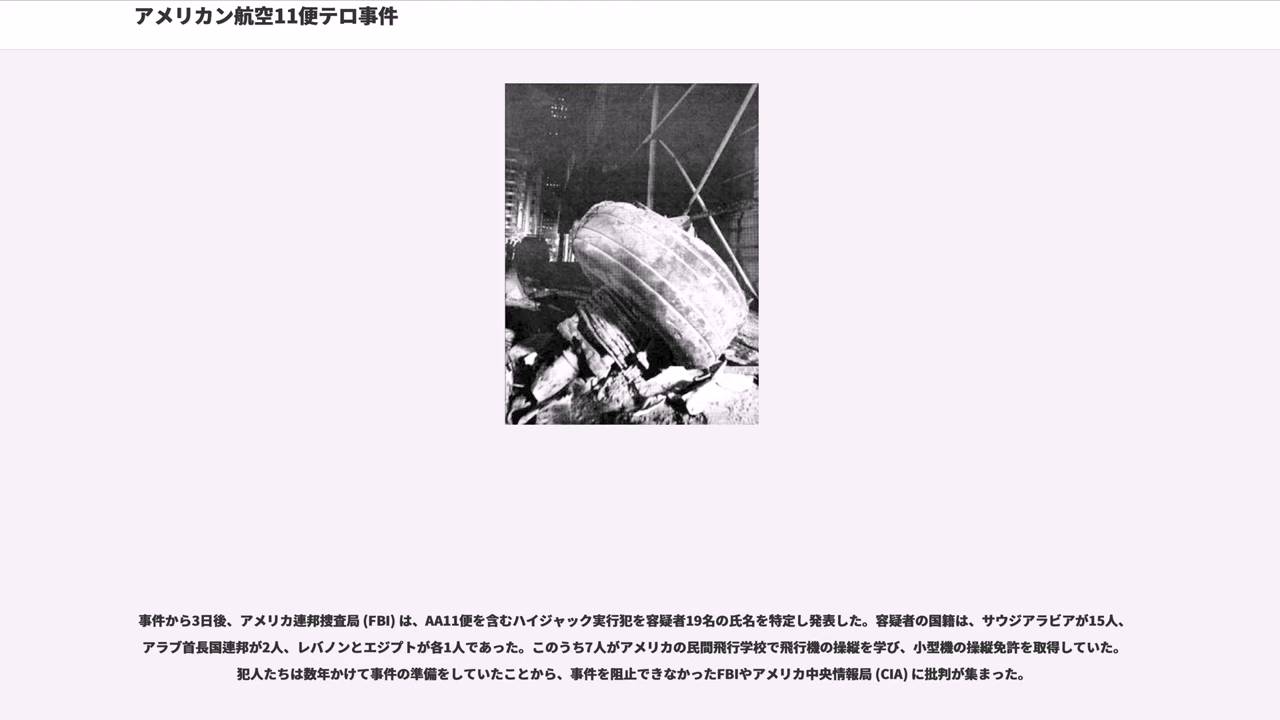 アメリカン航空11便テロ事件
事件から3日後、アメリカ連邦捜査局 (FBI) は、AA11便を含むハイジャック実行犯を容疑者19名の氏名を特定し発表した。容疑者の国籍は、サウジアラビアが15人、
アラブ首長国連邦が2人、レバノンとエジプトが各1人であった。このうち7人がアメリカの民間飛行学校で飛行機の操縦を学び、小型機の操縦免許を取得していた。
犯人たちは数年かけて事件の準備をしていたことから、事件を阻止できなかったFBIやアメリカ中央情報局 (CIA) に批判が集まった。